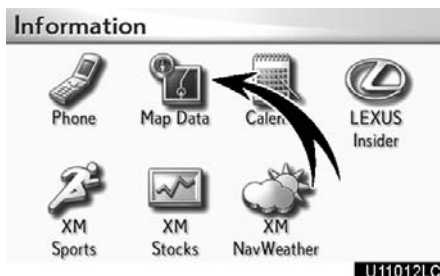 Information
Phone
Map Data
Calen
LEXUS
Insider
XM
Sports
XM
Stocks
XM
NavWeather
U11012LC